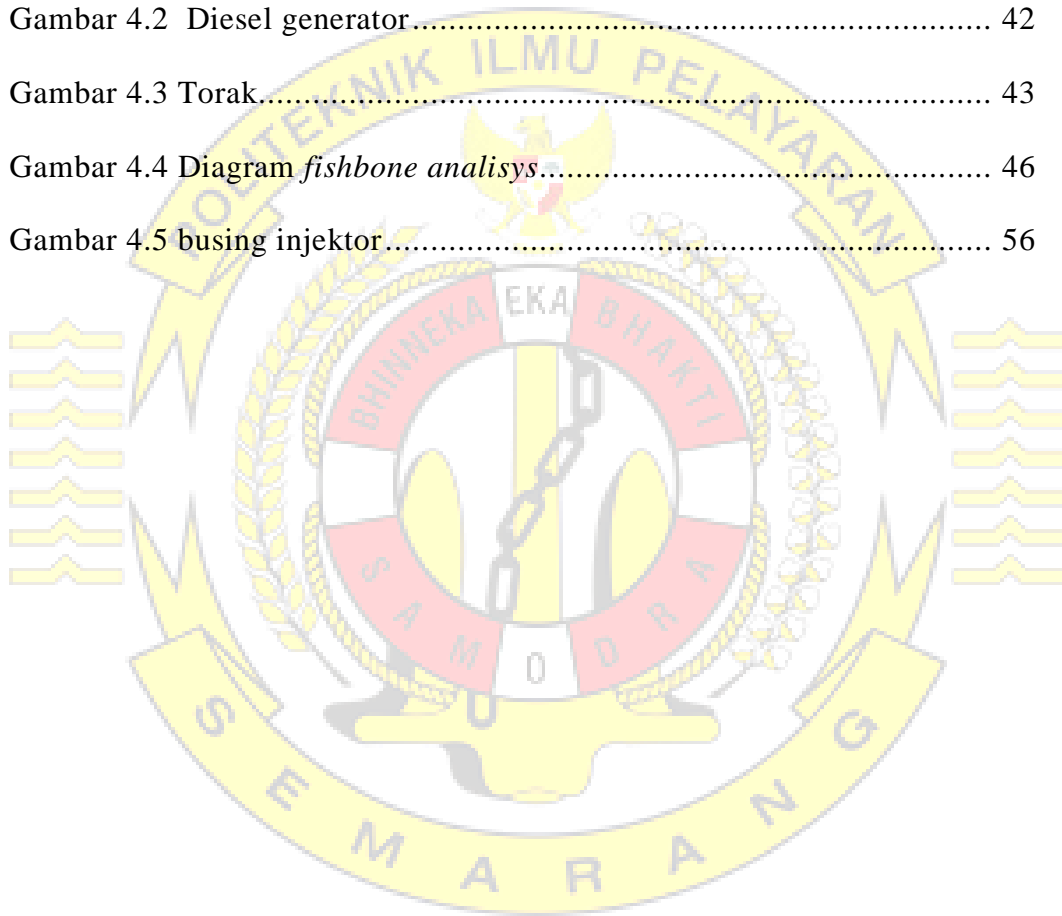 Gambar 4.2  Diesel generator.................................................................. 42
Gambar 4.3 Torak.................................................................................... 43
Gambar 4.4 Diagram fishbone analisys.................................................... 46
Gambar 4.5 busing injektor...................................................................... 56
POLITEKNIK ILMU PELAYARAN
BHINNEKA EKA BHAKTI
SAMODRA
SEMARANG